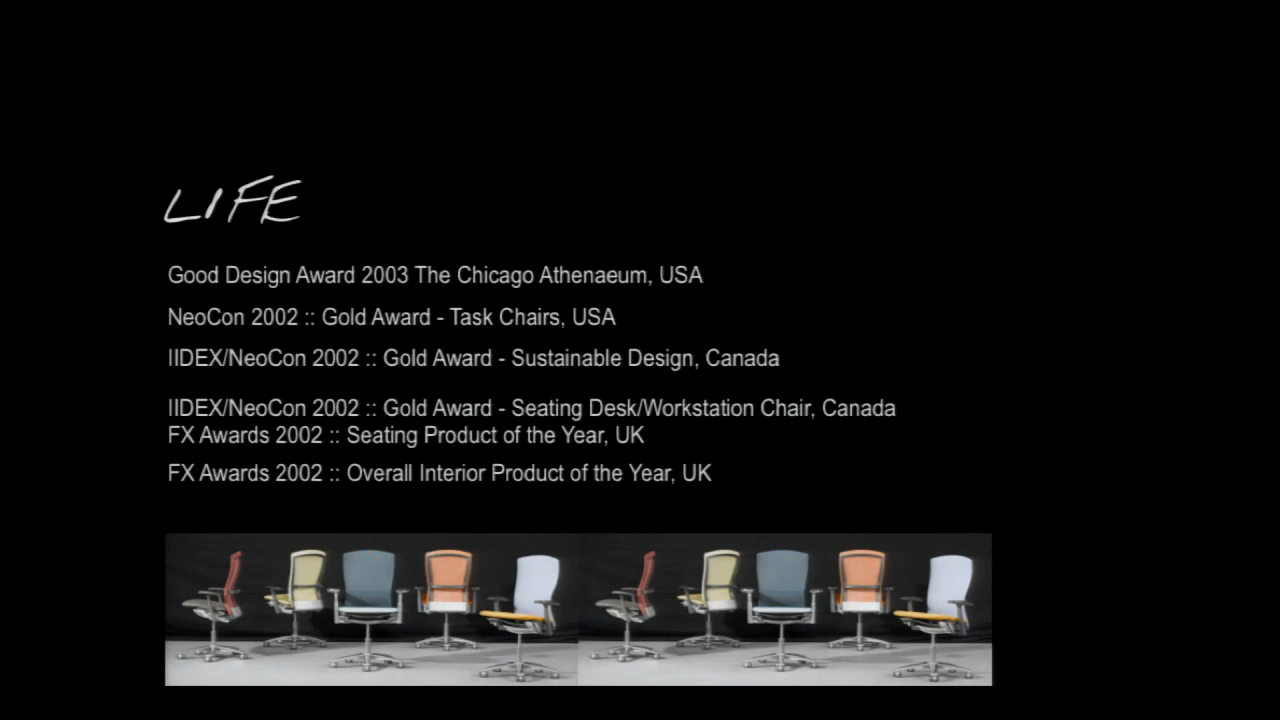 LIFE
Good Design Award 2003 The Chicago Athenaeum, USA
NeoCon 2002 :: Gold Award - Task Chairs, USA
IIDEX/NeoCon 2002 :: Gold Award - Sustainable Design, Canada
IIDEX/NeoCon 2002 :: Gold Award - Seating Desk/Workstation Chair, Canada
FX Awards 2002 :: Seating Product of the Year, UK
FX Awards 2002 :: Overall Interior Product of the Year, UK